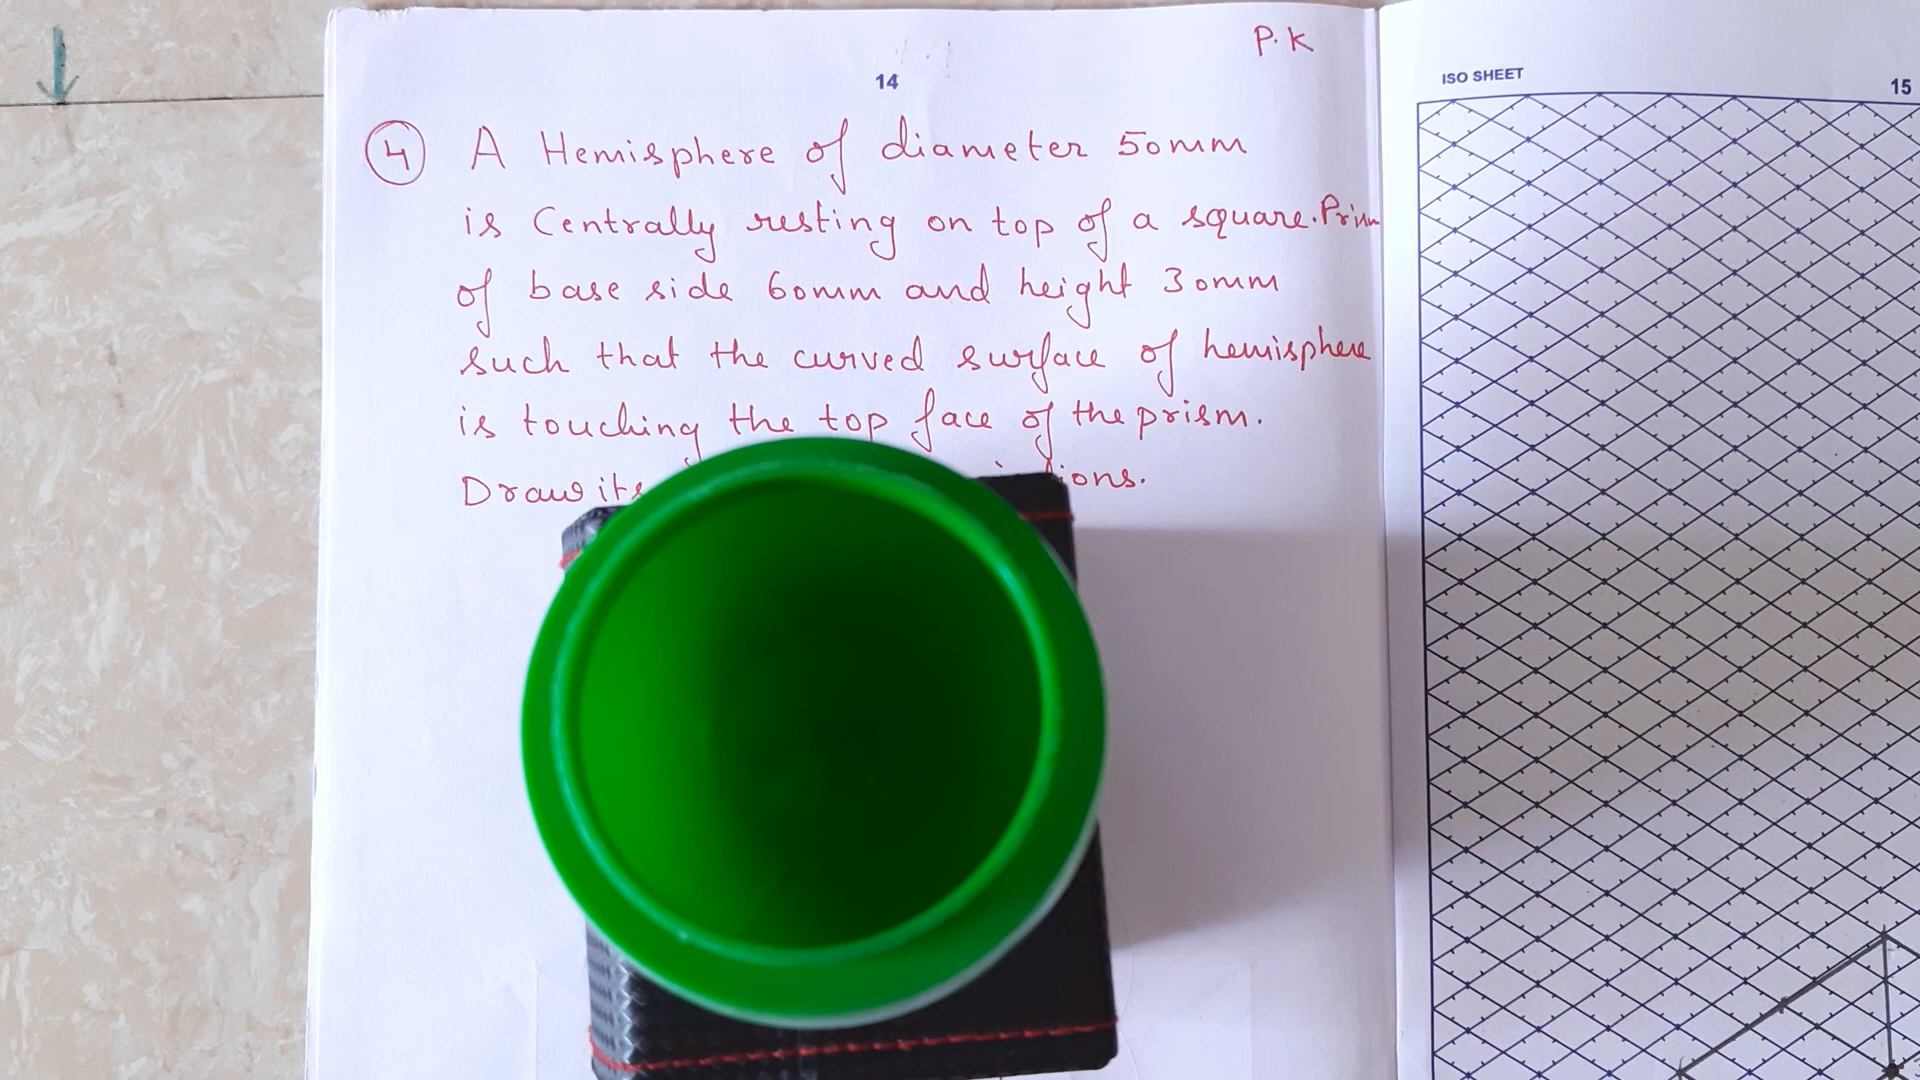 P.K
14
④ A Hemisphere of diameter 50mm
is Centrally resting on top of a square. Prism
of base side 60mm and height 30mm
such that the curved surface of hemisphere
is touching the top face of the prism.
Draw its
ISO SHEET
15